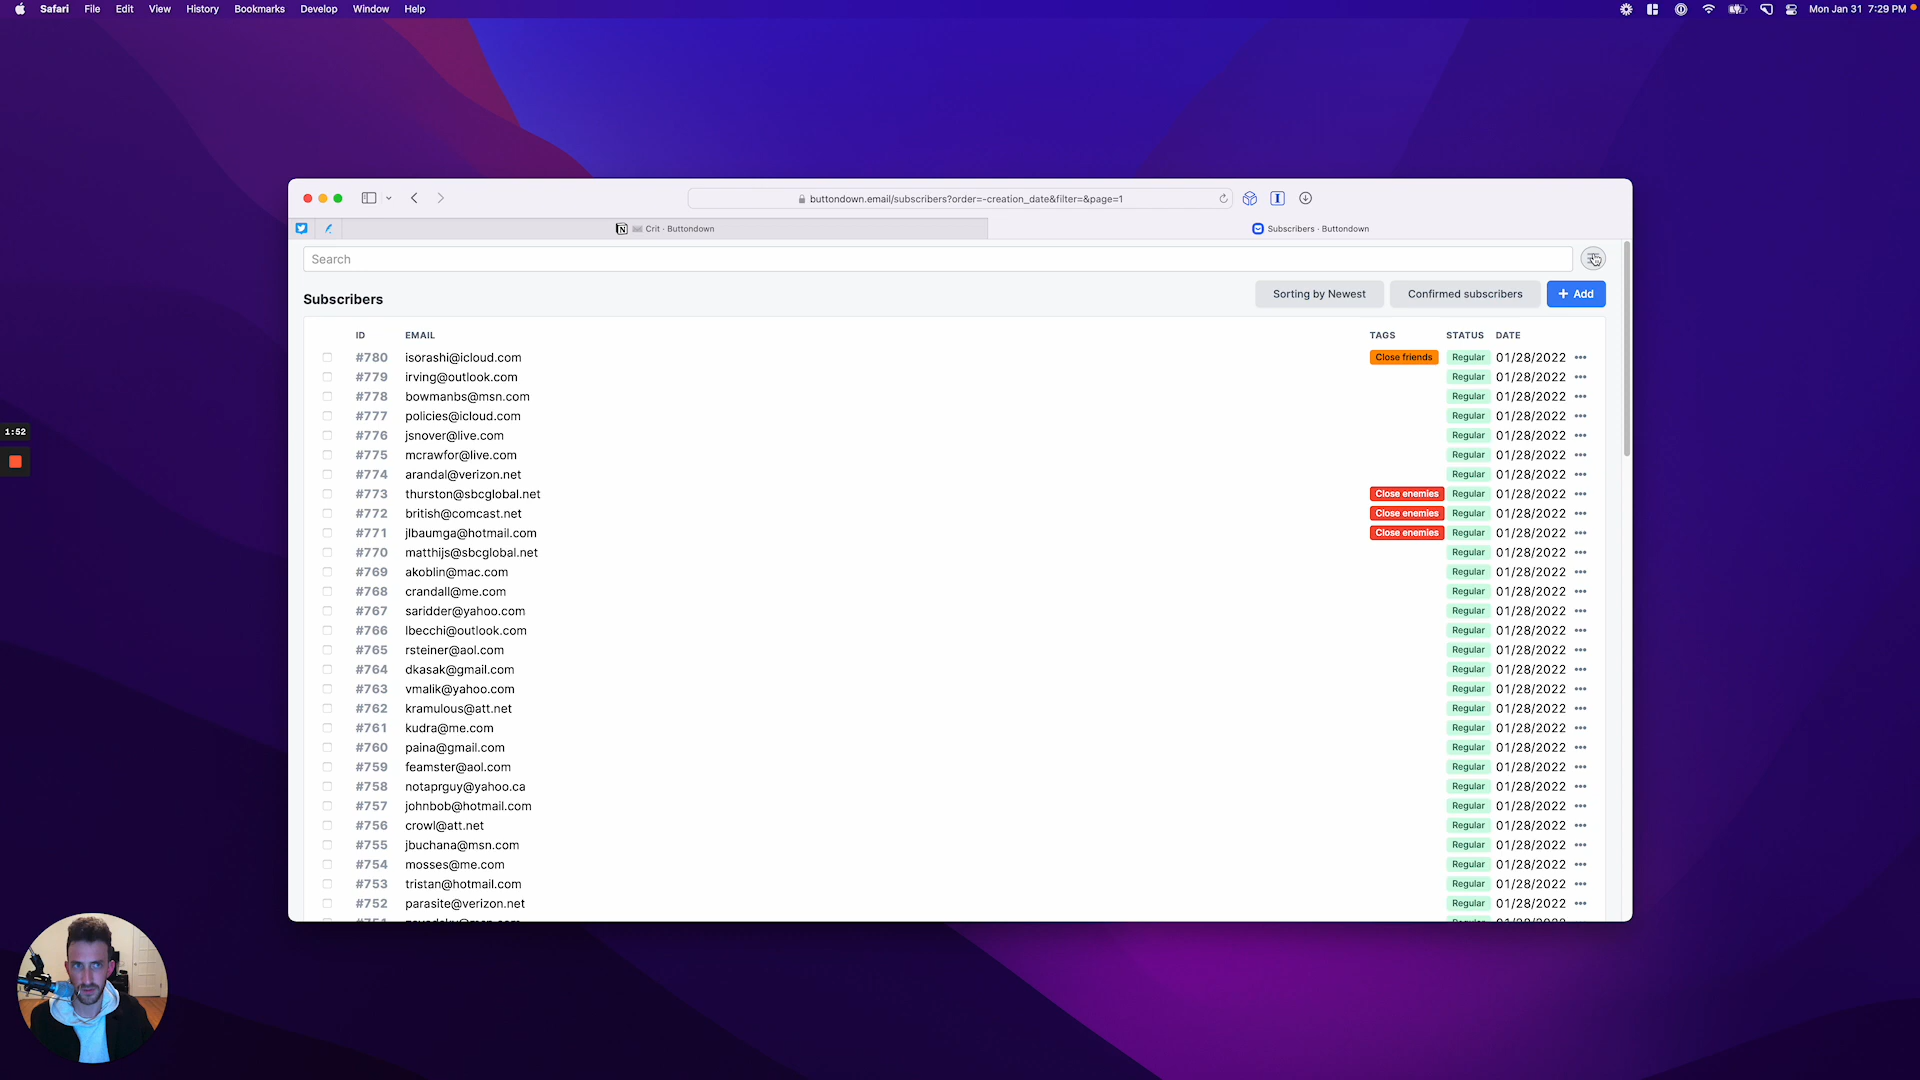 Safari File Edit View History Bookmarks Develop Window Help Mon Jan 31 7:29 PM
buttondown.email/subscribers?order=-creation_date&filter=&page=1
Crit · Buttondown Subscribers · Buttondown
Search
Subscribers Sorting by Newest Confirmed subscribers + Add
ID EMAIL TAGS STATUS DATE
#780 isorashi@icloud.com Close friends Regular 01/28/2022
#779 irving@outlook.com Regular 01/28/2022
#778 bowmanbs@msn.com Regular 01/28/2022
#777 policies@icloud.com Regular 01/28/2022
#776 jsnover@live.com Regular 01/28/2022
1:52
#775 mcrawfor@live.com Regular 01/28/2022
#774 arandal@verizon.net Regular 01/28/2022
#773 thurston@sbcglobal.net Close enemies Regular 01/28/2022
#772 british@comcast.net Close enemies Regular 01/28/2022
#771 jlbaumga@hotmail.com Close enemies Regular 01/28/2022
#770 matthijs@sbcglobal.net Regular 01/28/2022
#769 akoblin@mac.com Regular 01/28/2022
#768 crandall@me.com Regular 01/28/2022
#767 saridder@yahoo.com Regular 01/28/2022
#766 lbecchi@outlook.com Regular 01/28/2022
#765 rsteiner@aol.com Regular 01/28/2022
#764 dkasak@gmail.com Regular 01/28/2022
#763 vmalik@yahoo.com Regular 01/28/2022
#762 kramulous@att.net Regular 01/28/2022
#761 kudra@me.com Regular 01/28/2022
#760 paina@gmail.com Regular 01/28/2022
#759 feamster@aol.com Regular 01/28/2022
#758 notaprguy@yahoo.ca Regular 01/28/2022
#757 johnbob@hotmail.com Regular 01/28/2022
#756 crowl@att.net Regular 01/28/2022
#755 jbuchana@msn.com Regular 01/28/2022
#754 mosses@me.com Regular 01/28/2022
#753 tristan@hotmail.com Regular 01/28/2022
#752 parasite@verizon.net Regular 01/28/2022